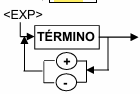 <EXP>
TÉRMINO
+
-